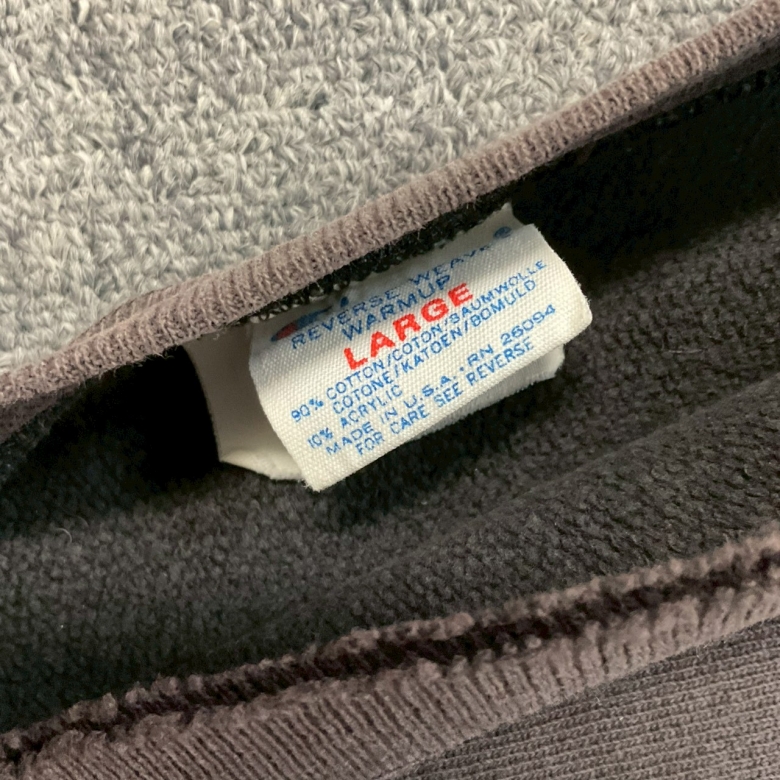 REVERSE WEAVE®
WARMUP
LARGE
90% COTTON/COTON/BAUMWOLLE
COTONE/KATOEN/BOMULD
10% ACRYLIC
MADE IN U.S.A. · RN 26094
FOR CARE SEE REVERSE